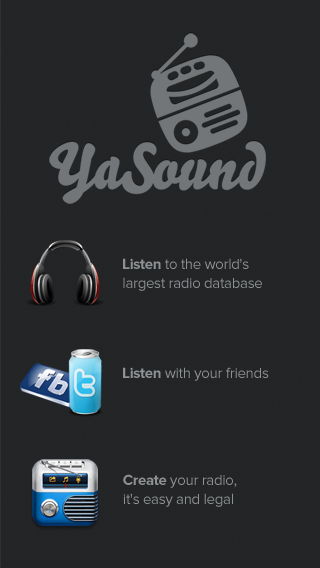 YaSound
Listen to the world's
largest radio database
fb
t
Listen with your friends
Create your radio,
it's easy and legal